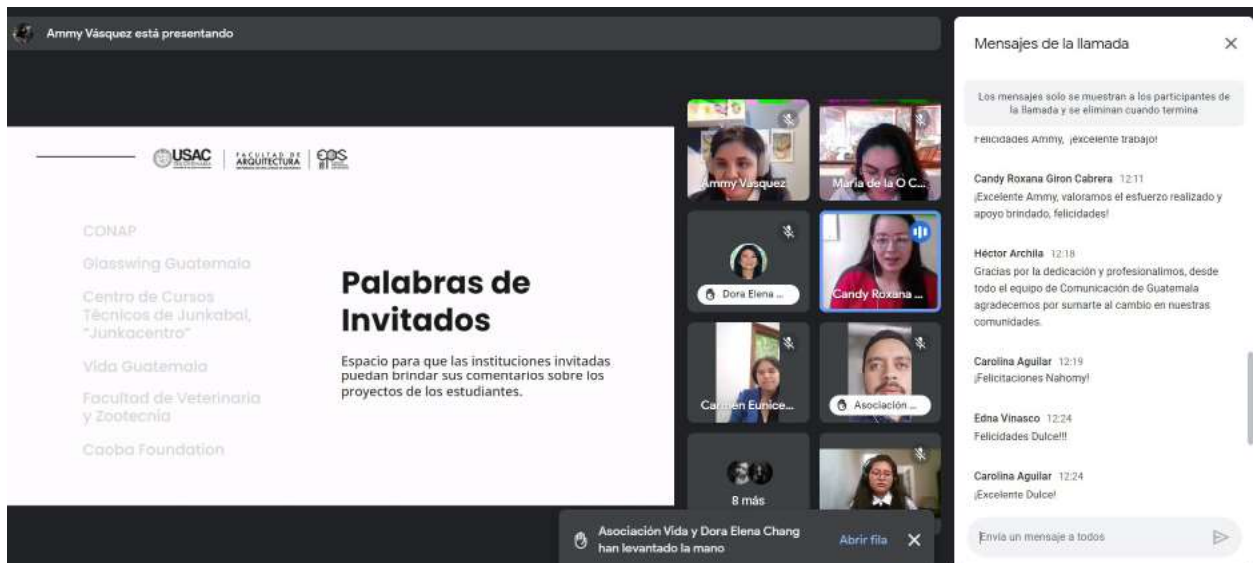 Ammy Vásquez está presentando
USAC
FACULTAD DE
ARQUITECTURA
eps
CONAP
Glasswing Guatemala
Centro de Cursos
Técnicos de Junkabal,
"Junkacentro"
Vida Guatemala
Facultad de Veterinaria
y Zootecnia
Caoba Foundation
Palabras de
Invitados
Espacio para que las instituciones invitadas
puedan brindar sus comentarios sobre los
proyectos de los estudiantes.
Ammy Vásquez
María de la O C...
Dora Elena ...
Candy Roxana ...
Carmen Eunice...
Asociación ...
8 más
Asociación Vida y Dora Elena Chang
han levantado la mano
Abrir fila
Mensajes de la llamada
Los mensajes solo se muestran a los participantes de
la llamada y se eliminan cuando termina
Felicidades Ammy, ¡excelente trabajo!
Candy Roxana Giron Cabrera 12:11
¡Excelente Ammy, valoramos el esfuerzo realizado y
apoyo brindado, felicidades!
Héctor Archila 12:18
Gracias por la dedicación y profesionalimos, desde
todo el equipo de Comunicación de Guatemala
agradecemos por sumarte al cambio en nuestras
comunidades.
Carolina Aguilar 12:19
¡Felicitaciones Nahomy!
Edna Vinasco 12:24
Felicidades Dulce!!!
Carolina Aguilar 12:24
¡Excelente Dulce!
Envía un mensaje a todos